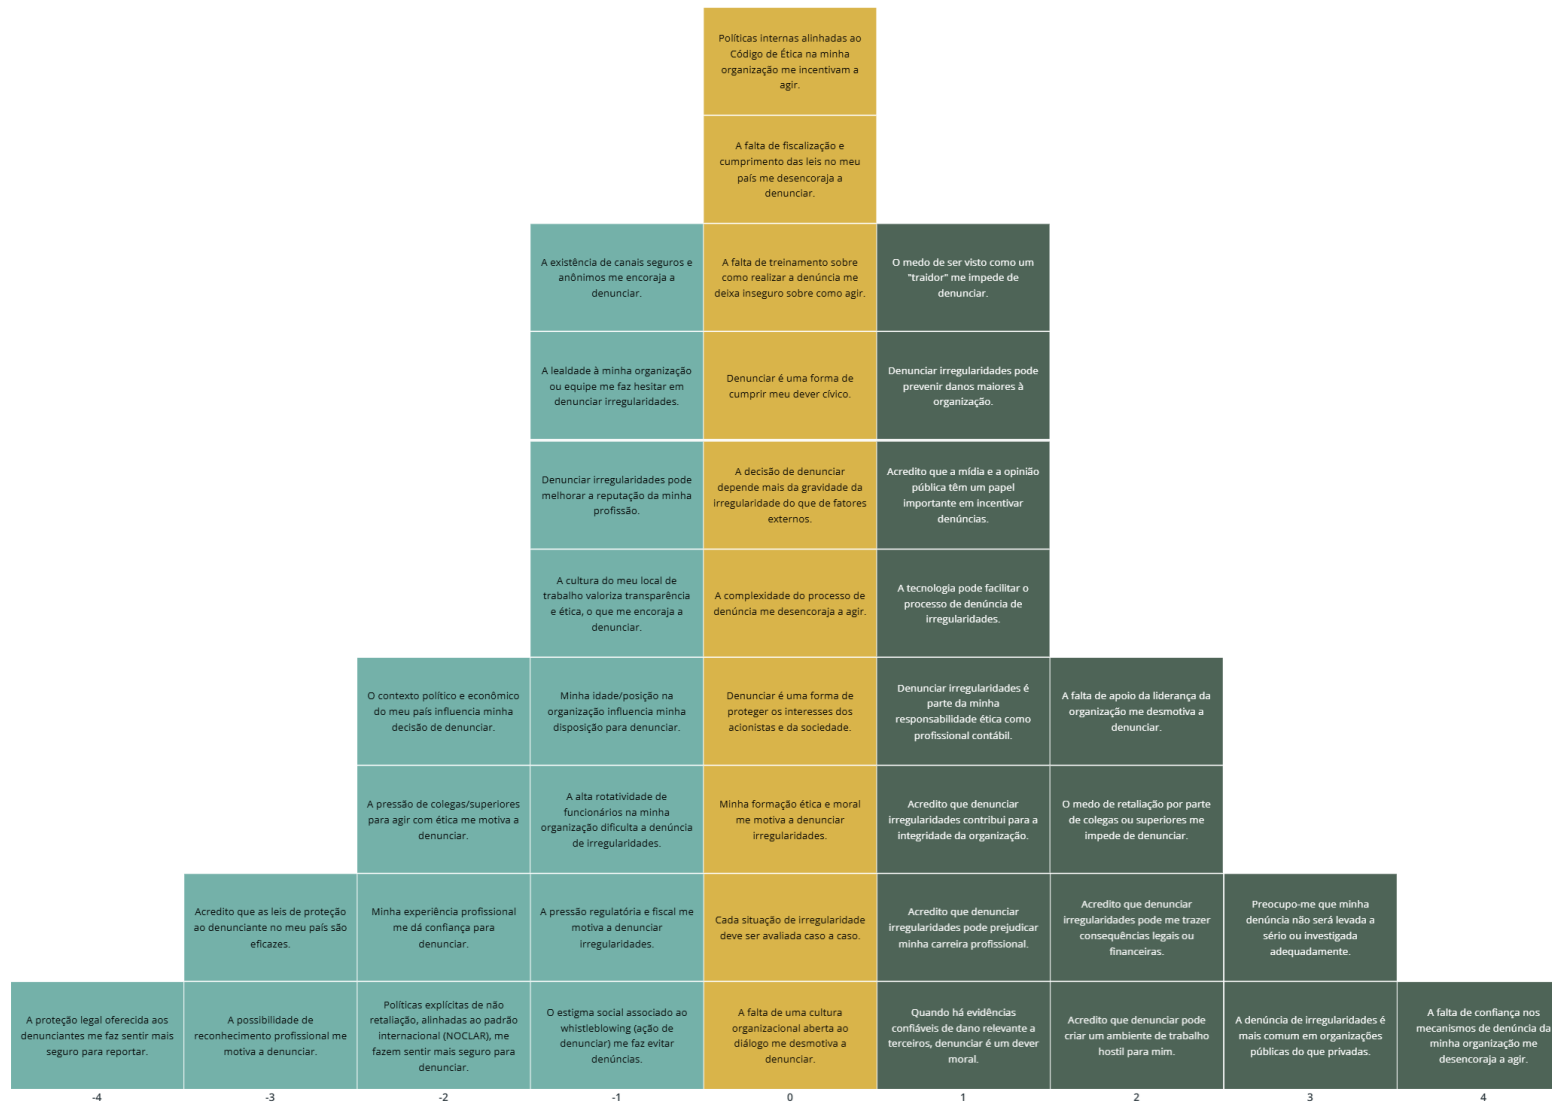 Políticas internas alinhadas ao
Código de Ética na minha
organização me incentivam a
agir.
A falta de fiscalização e
cumprimento das leis no meu
país me desencoraja a
denunciar.
A existência de canais seguros e
anônimos me encoraja a
denunciar.
A falta de treinamento sobre
como realizar a denúncia me
deixa inseguro sobre como agir.
O medo de ser visto como um
"traidor" me impede de
denunciar.
A lealdade à minha organização
ou equipe me faz hesitar em
denunciar irregularidades.
Denunciar é uma forma de
cumprir meu dever cívico.
Denunciar irregularidades pode
prevenir danos maiores à
organização.
Denunciar irregularidades pode
melhorar a reputação da minha
profissão.
A decisão de denunciar
depende mais da gravidade da
irregularidade do que de fatores
externos.
Acredito que a mídia e a opinião
pública têm um papel
importante em incentivar
denúncias.
A cultura do meu local de
trabalho valoriza transparência
e ética, o que me encoraja a
denunciar.
A complexidade do processo de
denúncia me desencoraja a agir.
A tecnologia pode facilitar o
processo de denúncia de
irregularidades.
O contexto político e econômico
do meu país influencia minha
decisão de denunciar.
Minha idade/posição na
organização influencia minha
disposição para denunciar.
Denunciar é uma forma de
proteger os interesses dos
acionistas e da sociedade.
Denunciar irregularidades é
parte da minha
responsabilidade ética como
profissional contábil.
A falta de apoio da liderança da
organização me desmotiva a
denunciar.
A pressão de colegas/superiores
para agir com ética me motiva a
denunciar.
A alta rotatividade de
funcionários na minha
organização dificulta a denúncia
de irregularidades.
Minha formação ética e moral
me motiva a denunciar
irregularidades.
Acredito que denunciar
irregularidades contribui para a
integridade da organização.
O medo de retaliação por parte
de colegas ou superiores me
impede de denunciar.
Acredito que as leis de proteção
ao denunciante no meu país são
eficazes.
Minha experiência profissional
me dá confiança para
denunciar.
A pressão regulatória e fiscal me
motiva a denunciar
irregularidades.
Cada situação de irregularidade
deve ser avaliada caso a caso.
Acredito que denunciar
irregularidades pode prejudicar
minha carreira profissional.
Acredito que denunciar
irregularidades pode me trazer
consequências legais ou
financeiras.
Preocupo-me que minha
denúncia não será levada a
sério ou investigada
adequadamente.
A proteção legal oferecida aos
denunciantes me faz sentir mais
seguro para reportar.
A possibilidade de
reconhecimento profissional me
motiva a denunciar.
Políticas explícitas de não
retaliação, alinhadas ao padrão
internacional (NOCLAR), me
fazem sentir mais seguro para
denunciar.
O estigma social associado ao
whistleblowing (ação de
denunciar) me faz evitar
denúncias.
A falta de uma cultura
organizacional aberta ao
diálogo me desmotiva a
denunciar.
Quando há evidências
confiáveis de dano relevante a
terceiros, denunciar é um dever
moral.
Acredito que denunciar pode
criar um ambiente de trabalho
hostil para mim.
A denúncia de irregularidades é
mais comum em organizações
públicas do que privadas.
A falta de confiança nos
mecanismos de denúncia da
minha organização me
desencoraja a agir.
-4 -3 -2 -1 0 1 2 3 4